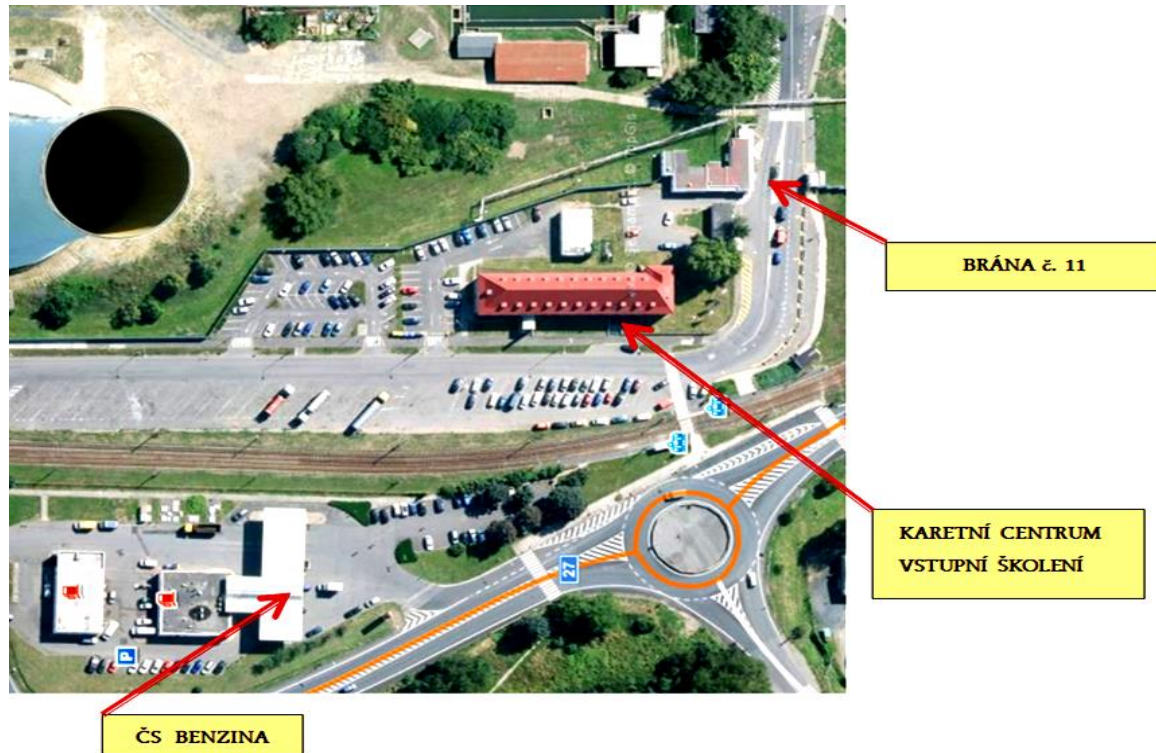 BRÁNA č. 11
KARETNÍ CENTRUM
VSTUPNÍ ŠKOLENÍ
27
P
ČS BENZINA